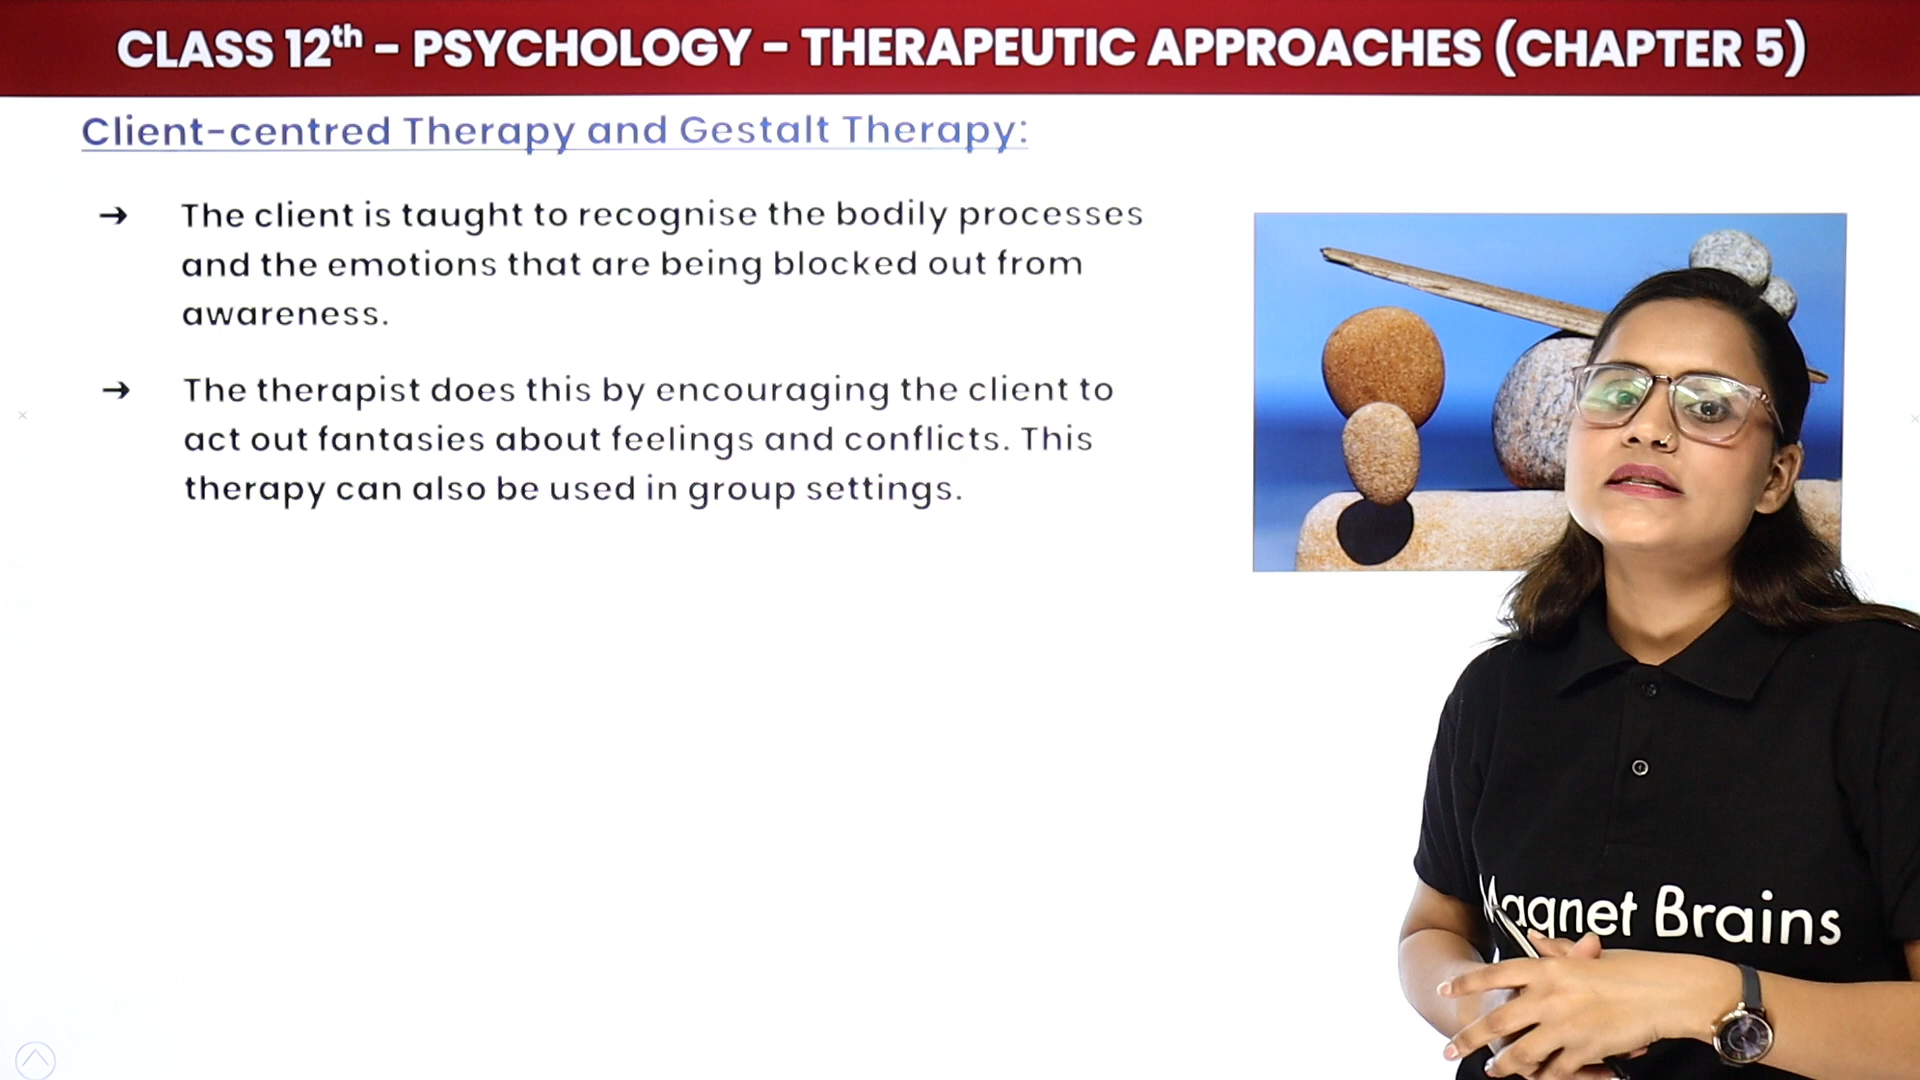 CLASS 12th – PSYCHOLOGY – THERAPEUTIC APPROACHES (CHAPTER 5)
Client-centred Therapy and Gestalt Therapy:
→ The client is taught to recognise the bodily processes
and the emotions that are being blocked out from
awareness.
→ The therapist does this by encouraging the client to
act out fantasies about feelings and conflicts. This
therapy can also be used in group settings.
Magnet Brains